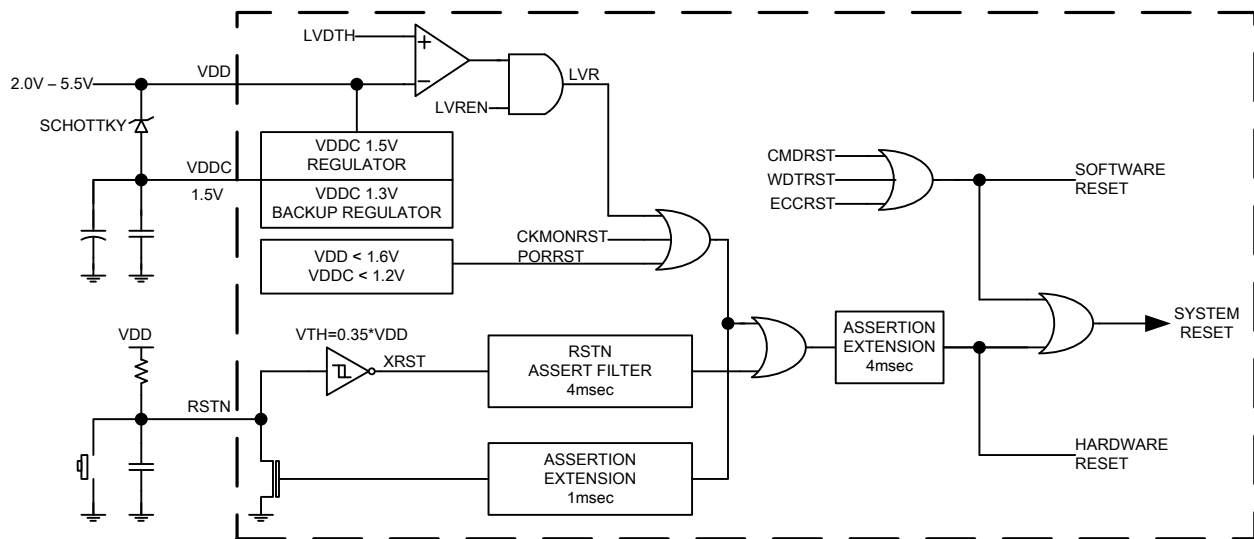 LVDTH
+
−
2.0V – 5.5V
VDD
LVR
LVREN
SCHOTTKY
VDDC 1.5V
REGULATOR
VDDC
1.5V
VDDC 1.3V
BACKUP REGULATOR
CMDRST
WDTRST
ECCRST
SOFTWARE
RESET
VDD < 1.6V
VDDC < 1.2V
CKMONRST
PORRST
VDD
VTH=0.35*VDD
XRST
RSTN
ASSERT FILTER
4msec
ASSERTION
EXTENSION
4msec
SYSTEM
RESET
RSTN
ASSERTION
EXTENSION
1msec
HARDWARE
RESET